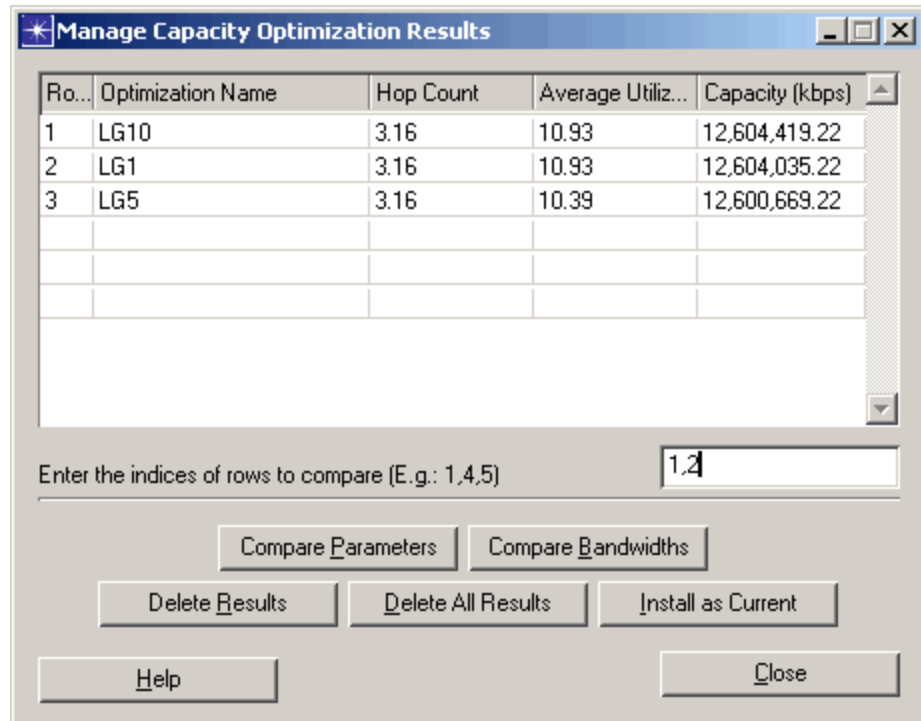 Manage Capacity Optimization Results
Ro... Optimization Name Hop Count Average Utiliz... Capacity (kbps)
1 LG10 3.16 10.93 12,604,419.22
2 LG1 3.16 10.93 12,604,035.22
3 LG5 3.16 10.39 12,600,669.22
Enter the indices of rows to compare (E.g.: 1,4,5) 1,2
Compare Parameters Compare Bandwidths
Delete Results Delete All Results Install as Current
Help Close